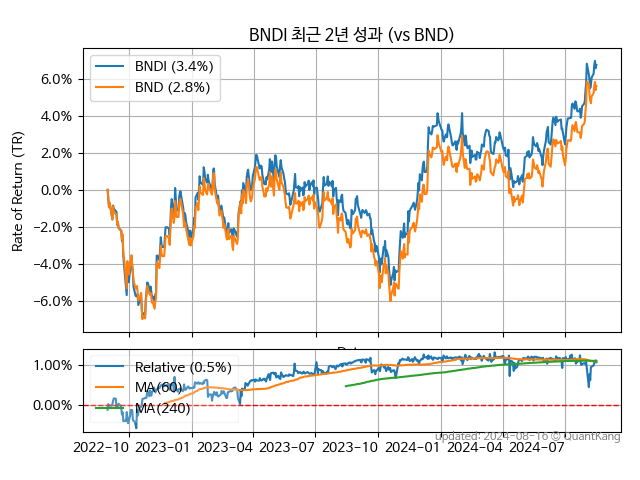 BNDI 최근 2년 성과 (vs BND)
Rate of Return (TR)
BNDI (3.4%)
BND (2.8%)
6.0%
4.0%
2.0%
0.0%
−2.0%
−4.0%
−6.0%
Relative (0.5%)
MA(60)
MA(240)
1.00%
0.00%
2022−10 2023−01 2023−04 2023−07 2023−10 2024−01 2024−04 2024−07
Updated: 2024−08−16 © QuantKang